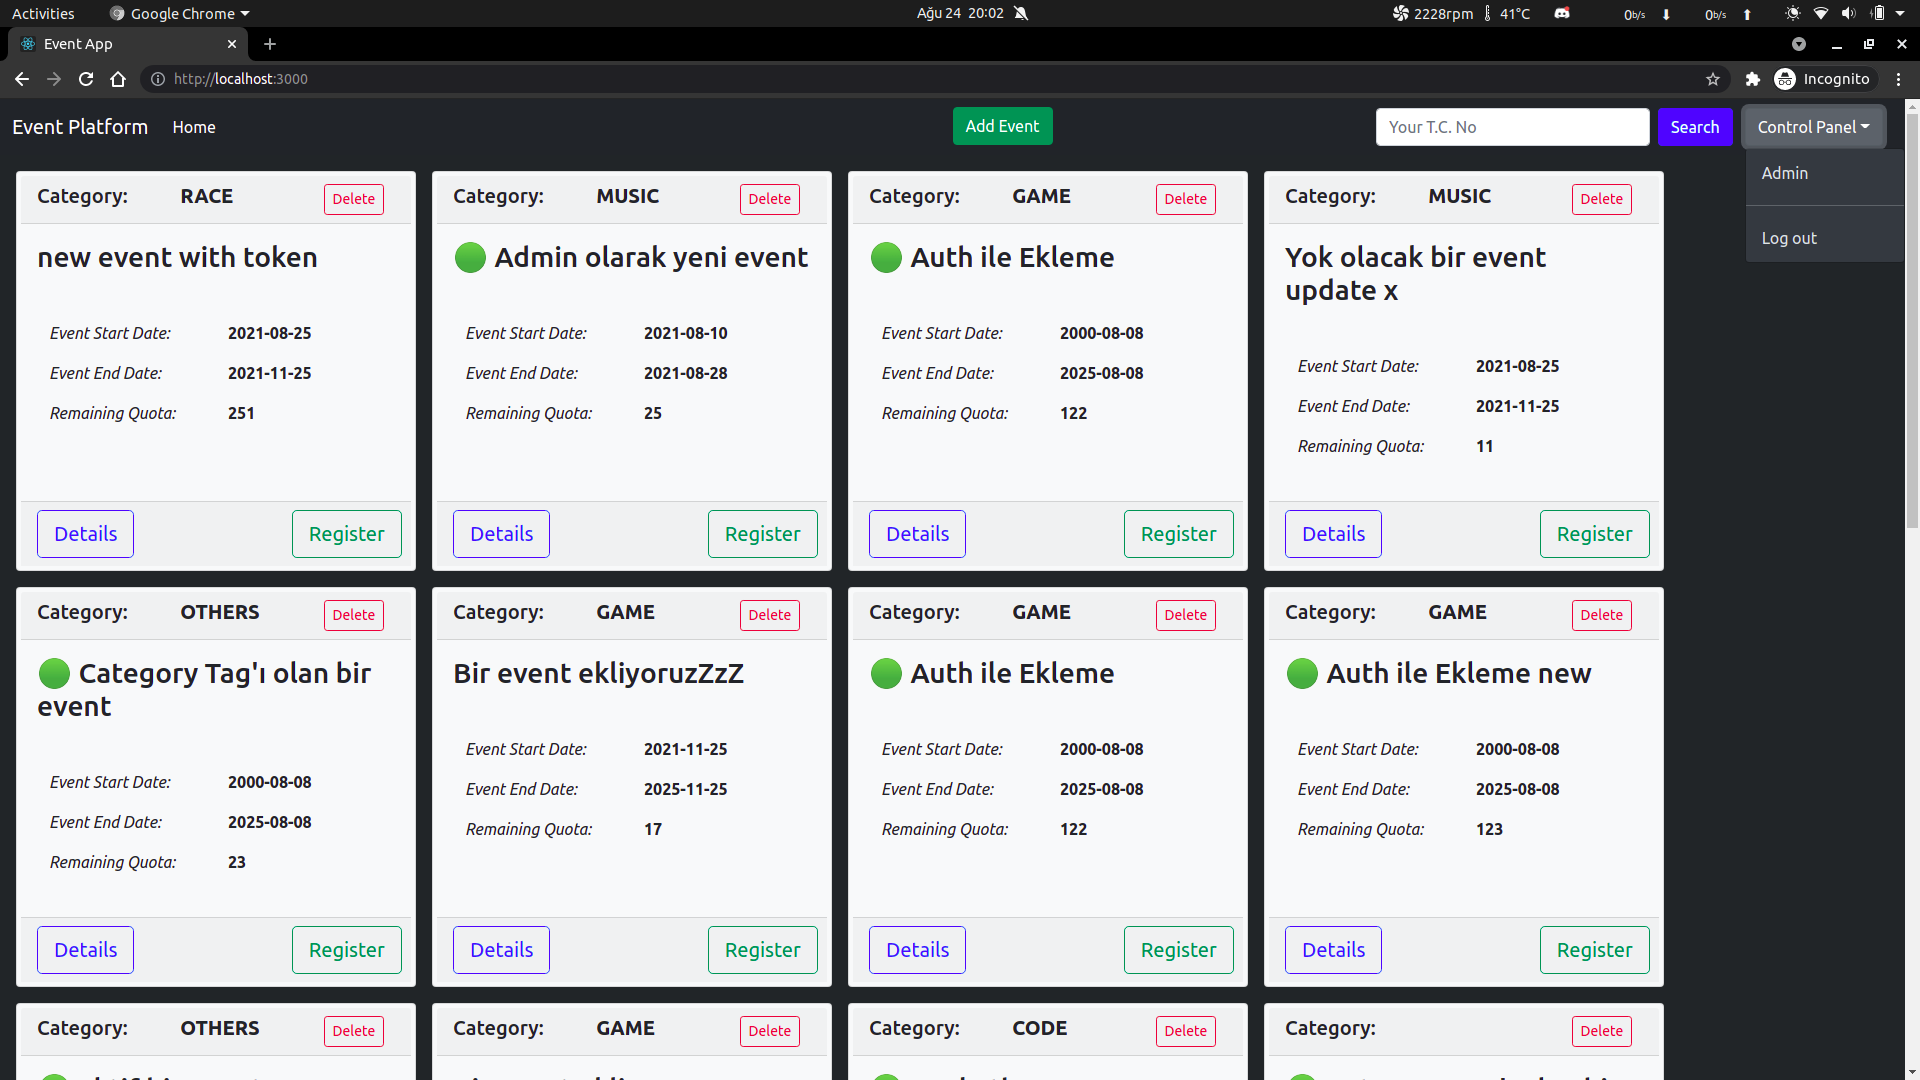 Activities Google Chrome Ağu 24 20:02 2228rpm 41°C 0b/s 0b/s
Event App
http://localhost:3000 Incognito
Event Platform Home Add Event Your T.C. No Search Control Panel
Admin
Log out
Category: RACE Delete
new event with token
Event Start Date: 2021-08-25
Event End Date: 2021-11-25
Remaining Quota: 251
Details Register
Category: MUSIC Delete
Admin olarak yeni event
Event Start Date: 2021-08-10
Event End Date: 2021-08-28
Remaining Quota: 25
Details Register
Category: GAME Delete
Auth ile Ekleme
Event Start Date: 2000-08-08
Event End Date: 2025-08-08
Remaining Quota: 122
Details Register
Category: MUSIC Delete
Yok olacak bir event
update x
Event Start Date: 2021-08-25
Event End Date: 2021-11-25
Remaining Quota: 11
Details Register
Category: OTHERS Delete
Category Tag'ı olan bir
event
Event Start Date: 2000-08-08
Event End Date: 2025-08-08
Remaining Quota: 23
Details Register
Category: GAME Delete
Bir event ekliyoruzZzZ
Event Start Date: 2021-11-25
Event End Date: 2025-11-25
Remaining Quota: 17
Details Register
Category: GAME Delete
Auth ile Ekleme
Event Start Date: 2000-08-08
Event End Date: 2025-08-08
Remaining Quota: 122
Details Register
Category: GAME Delete
Auth ile Ekleme new
Event Start Date: 2000-08-08
Event End Date: 2025-08-08
Remaining Quota: 123
Details Register
Category: OTHERS Delete
Category: GAME Delete
Category: CODE Delete
Category: Delete